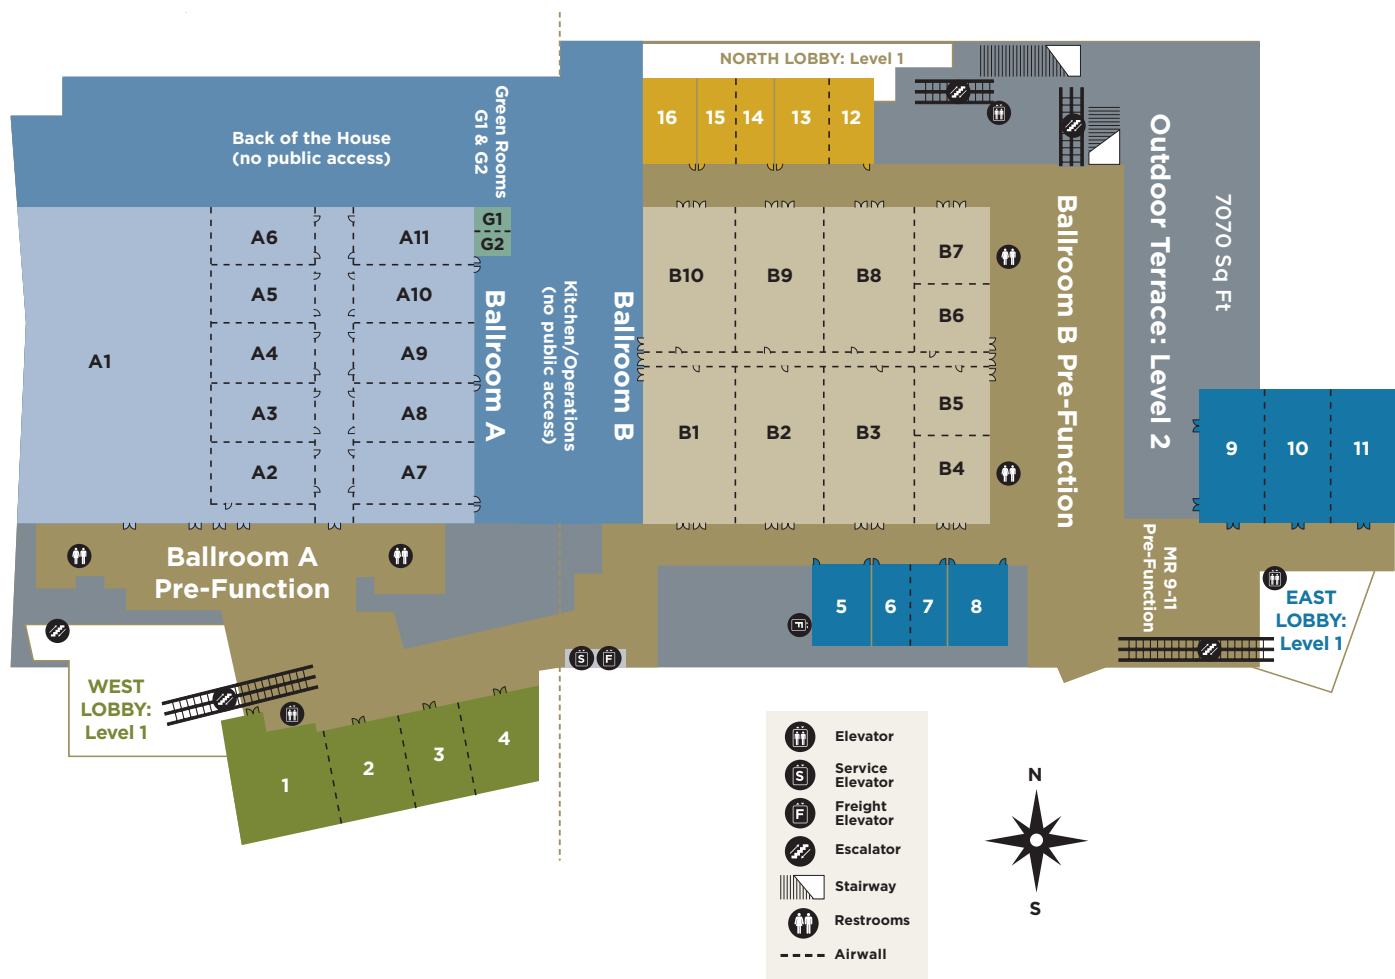 NORTH LOBBY: Level 1
16
15
14
13
12
Back of the House
(no public access)
Green Rooms
G1 & G2
G1
G2
A1
A6
A5
A4
A3
A2
A11
A10
A9
A8
A7
Ballroom A
Kitchen/Operations
(no public access)
Ballroom B
B10
B9
B8
B7
B6
B1
B2
B3
B5
B4
Ballroom B Pre-Function
Outdoor Terrace: Level 2
7070 Sq Ft
9
10
11
Ballroom A
Pre-Function
MR 9-11
Pre-Function
5
6
7
8
F
S
F
EAST
LOBBY:
Level 1
WEST
LOBBY:
Level 1
1
2
3
4
Elevator
S
Service
Elevator
F
Freight
Elevator
Escalator
Stairway
Restrooms
Airwall
N
S